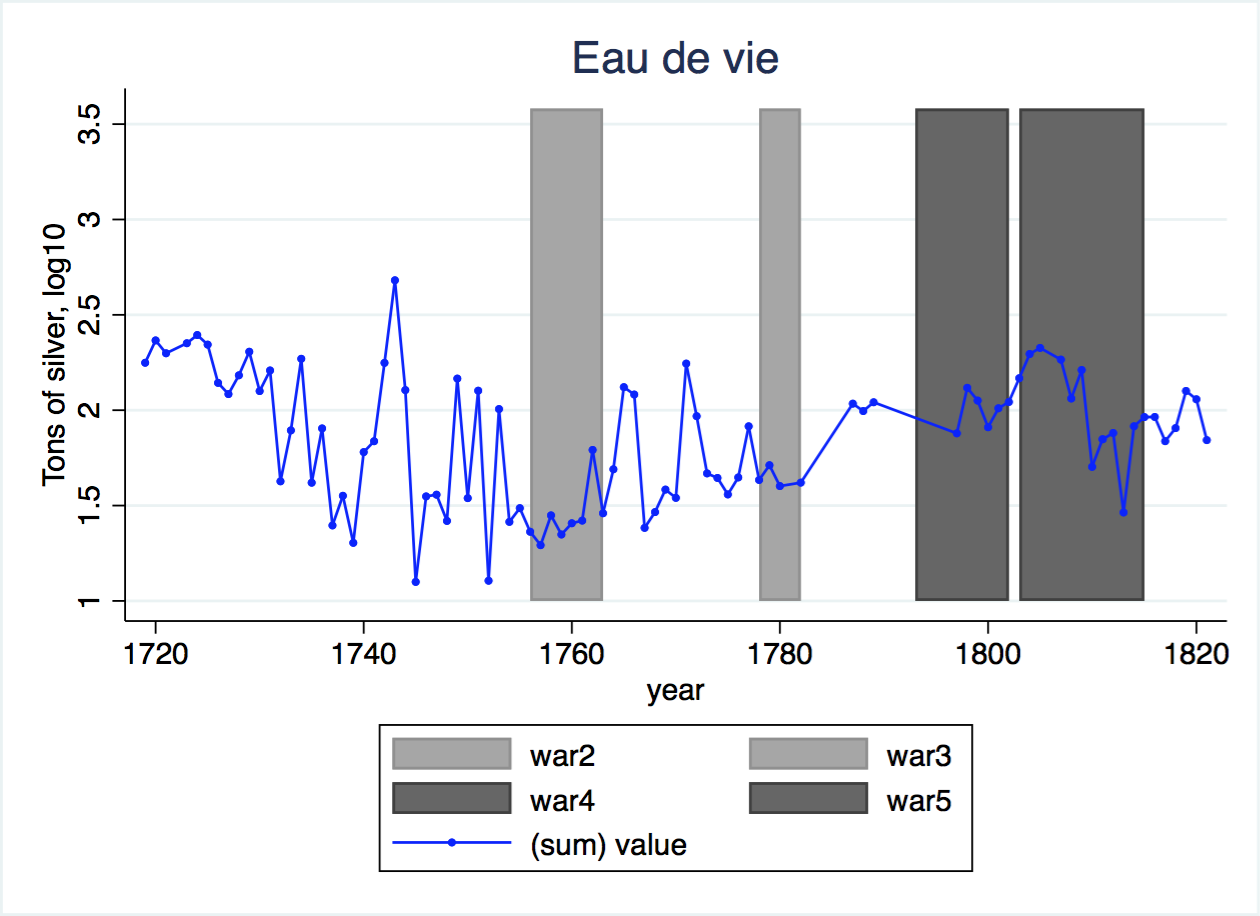 Eau de vie
Tons of silver, log10
3.5
3
2.5
2
1.5
1
1720 1740 1760 1780 1800 1820
year
war2 war3
war4 war5
(sum) value